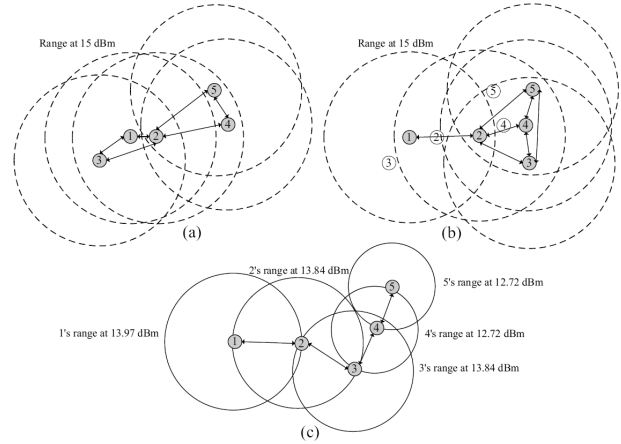 Range at 15 dBm
5
1
2
4
3
(a)
Range at 15 dBm
5
5
4
4
1
2
2
3
3
(b)
2's range at 13.84 dBm
5
5's range at 12.72 dBm
1's range at 13.97 dBm
4
1
2
4's range at 12.72 dBm
3
3's range at 13.84 dBm
(c)